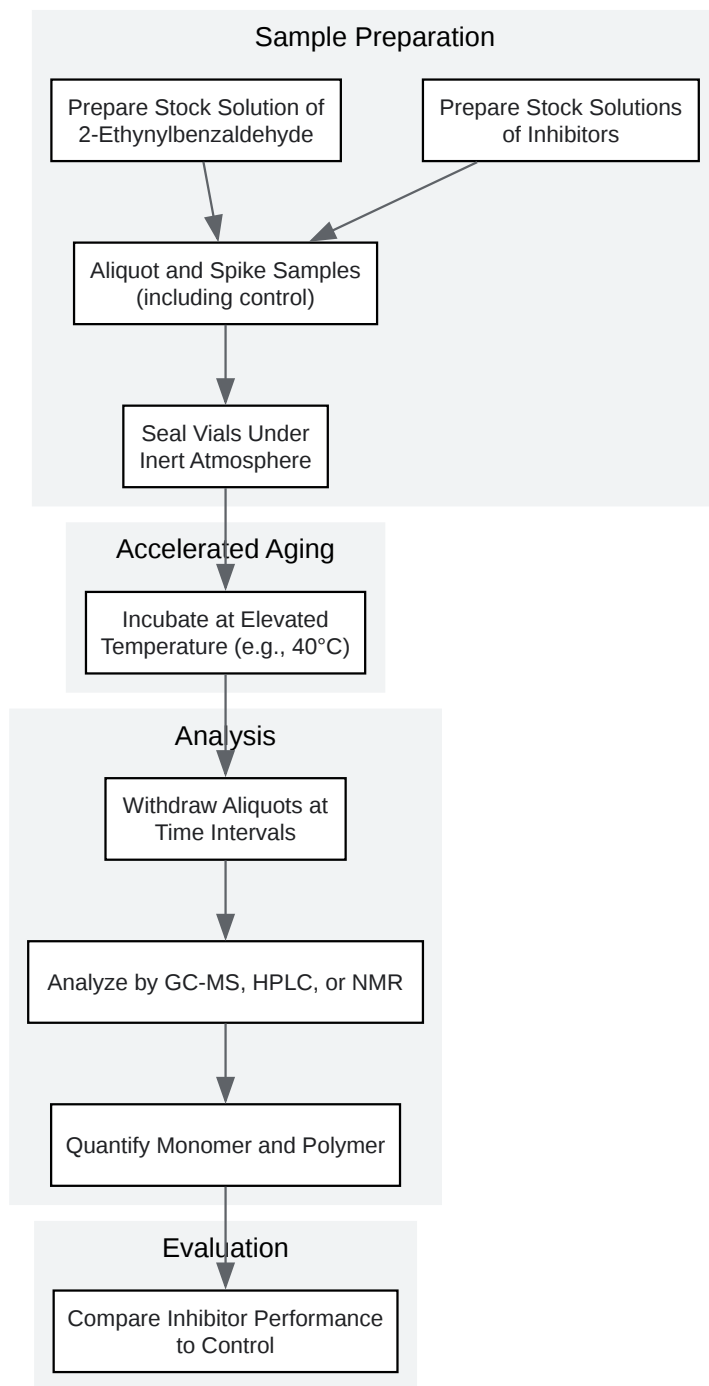 Sample Preparation
Prepare Stock Solution of
2-Ethynylbenzaldehyde
Prepare Stock Solutions
of Inhibitors
Aliquot and Spike Samples
(including control)
Seal Vials Under
Inert Atmosphere
Accelerated Aging
Incubate at Elevated
Temperature (e.g., 40°C)
Analysis
Withdraw Aliquots at
Time Intervals
Analyze by GC-MS, HPLC, or NMR
Quantify Monomer and Polymer
Evaluation
Compare Inhibitor Performance
to Control